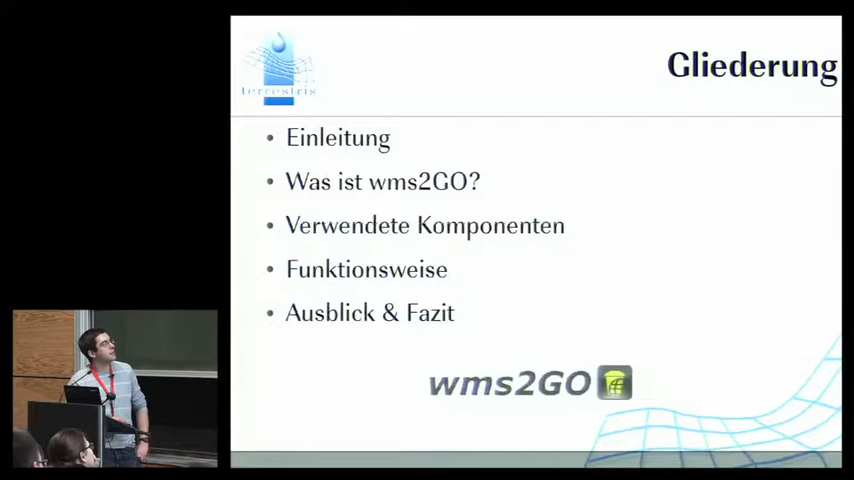 terrestris
Gliederung
• Einleitung
• Was ist wms2GO?
• Verwendete Komponenten
• Funktionsweise
• Ausblick & Fazit
wms2GO